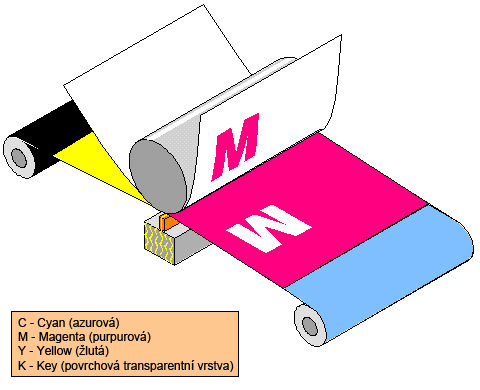 M
M
C - Cyan (azurová)
M - Magenta (purpurová)
Y - Yellow (žlutá)
K - Key (povrchová transparentní vrstva)